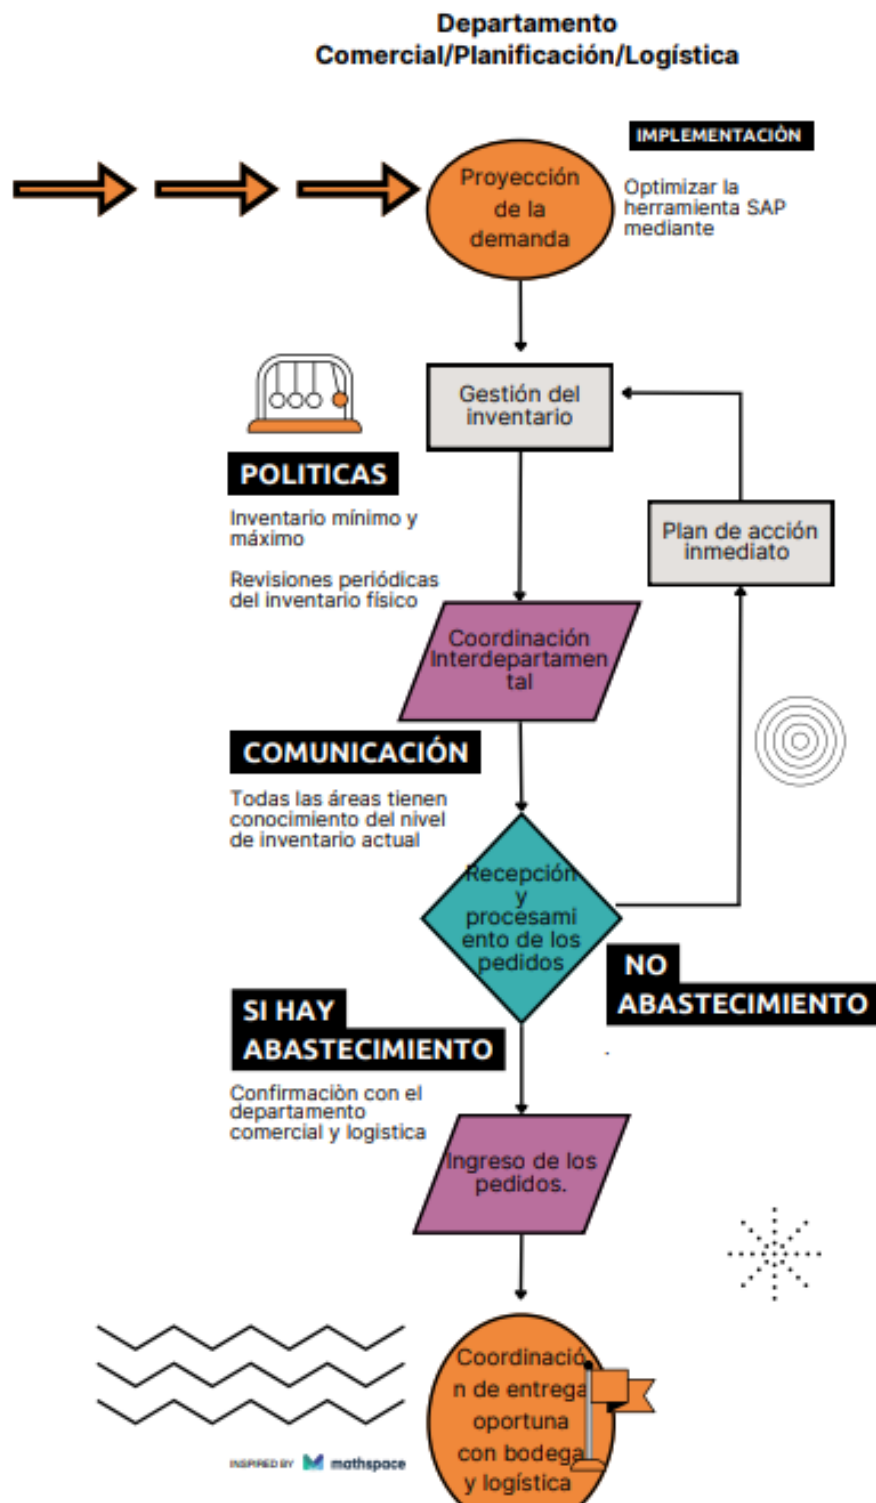 Departamento
Comercial/Planificación/Logística
IMPLEMENTACIÒN
Proyección
de la
demanda
Optimizar la
herramienta SAP
mediante
Gestión del
inventario
POLITICAS
Inventario mínimo y
máximo
Revisiones periódicas
del inventario físico
Plan de acción
inmediato
Coordinación
Interdepartamen
tal
COMUNICACIÓN
Todas las áreas tienen
conocimiento del nivel
de inventario actual
Recepción
y
procesami
ento de los
pedidos
NO
ABASTECIMIENTO
SI HAY
ABASTECIMIENTO
Confirmaciòn con el
departamento
comercial y logistica
Ingreso de los
pedidos.
Coordinació
n de entrega
oportuna
con bodega
y logística
INSPIRED BY mathspace